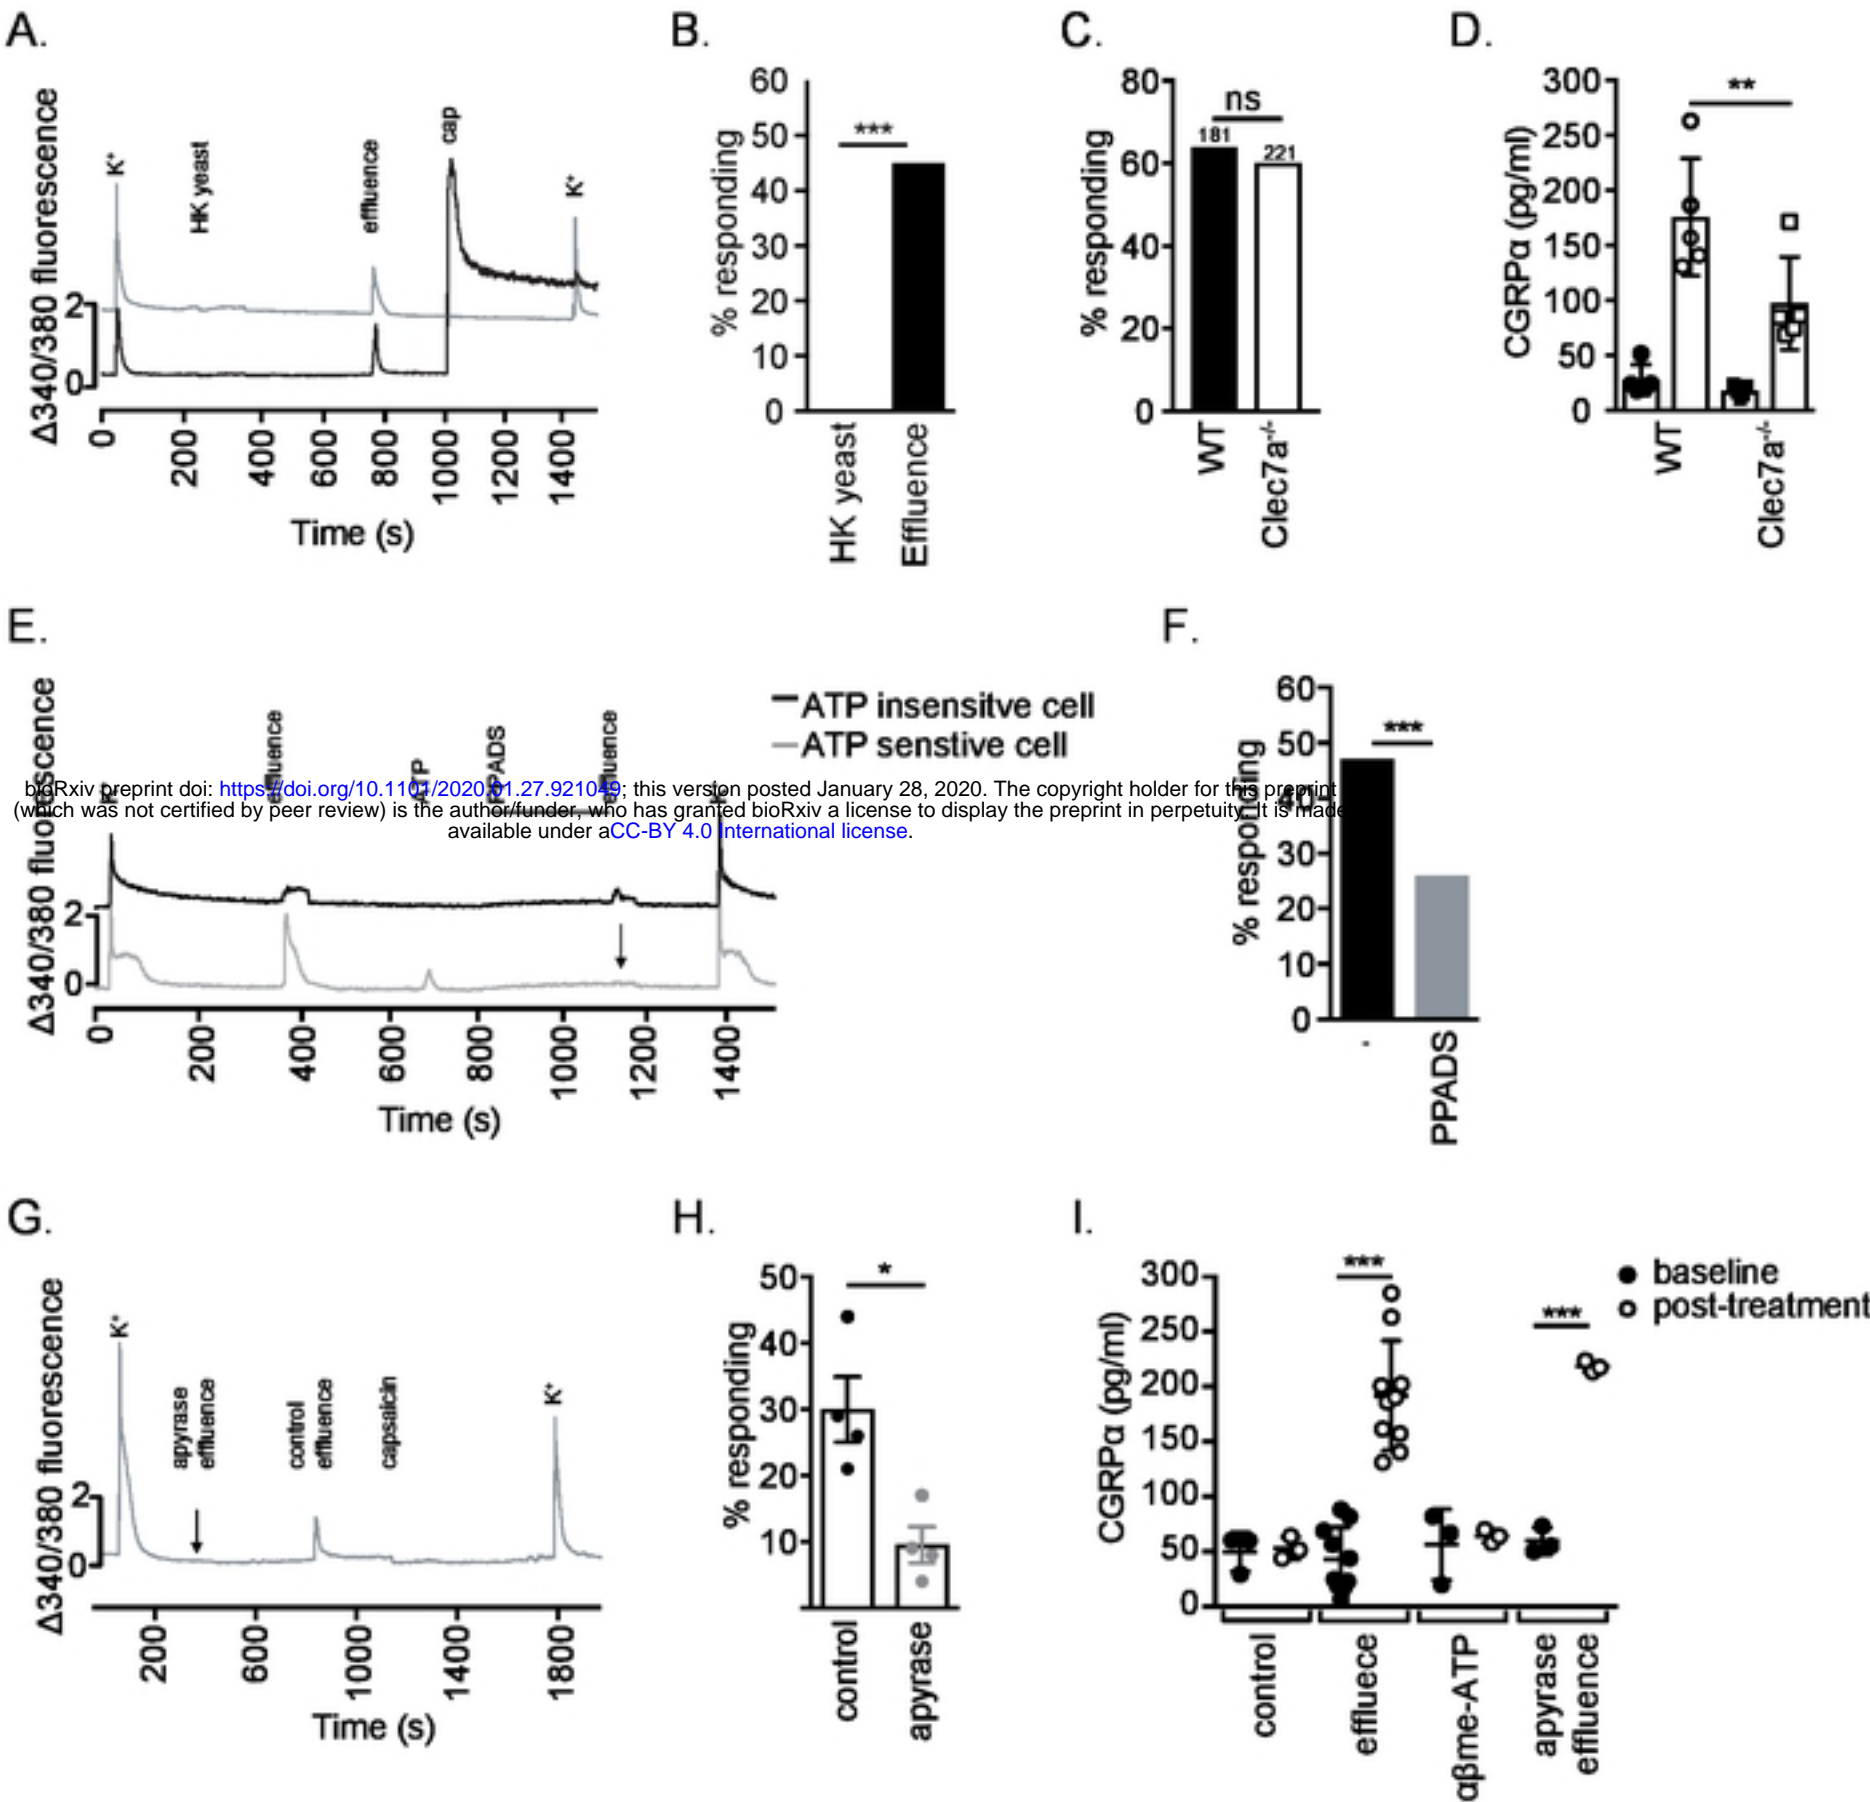 A.
Δ340/380 fluorescence
2
0
K⁺
HK yeast
effluence
cap
K⁺
0 200 400 600 800 1000 1200 1400
Time (s)
B.
% responding
60
50
40
30
20
10
0
***
HK yeast
Effluence
C.
% responding
80
60
40
20
0
ns
181
221
WT
Clec7a⁻/⁻
D.
CGRPα (pg/ml)
300
250
200
150
100
50
0
**
WT
Clec7a⁻/⁻
E.
Δ340/380 fluorescence
2
0
effluence
ATP
PPADS
effluence
ATP insensitve cell
ATP senstive cell
0 200 400 600 800 1000 1200 1400
Time (s)
bioRxiv preprint doi: https://doi.org/10.1101/2020.01.27.921049; this version posted January 28, 2020. The copyright holder for this preprint
(which was not certified by peer review) is the author/funder, who has granted bioRxiv a license to display the preprint in perpetuity. It is made
available under aCC-BY 4.0 International license.
F.
% responding
60
50
40
30
20
10
0
***
-
PPADS
G.
Δ340/380 fluorescence
2
0
K⁺
apyrase
effluence
control
effluence
capsaicin
K⁺
200 600 1000 1400 1800
Time (s)
H.
% responding
50
40
30
20
10
*
control
apyrase
I.
CGRPα (pg/ml)
300
250
200
150
100
50
0
***
***
baseline
post-treatment
control
effluece
αβme-ATP
apyrase
effluence